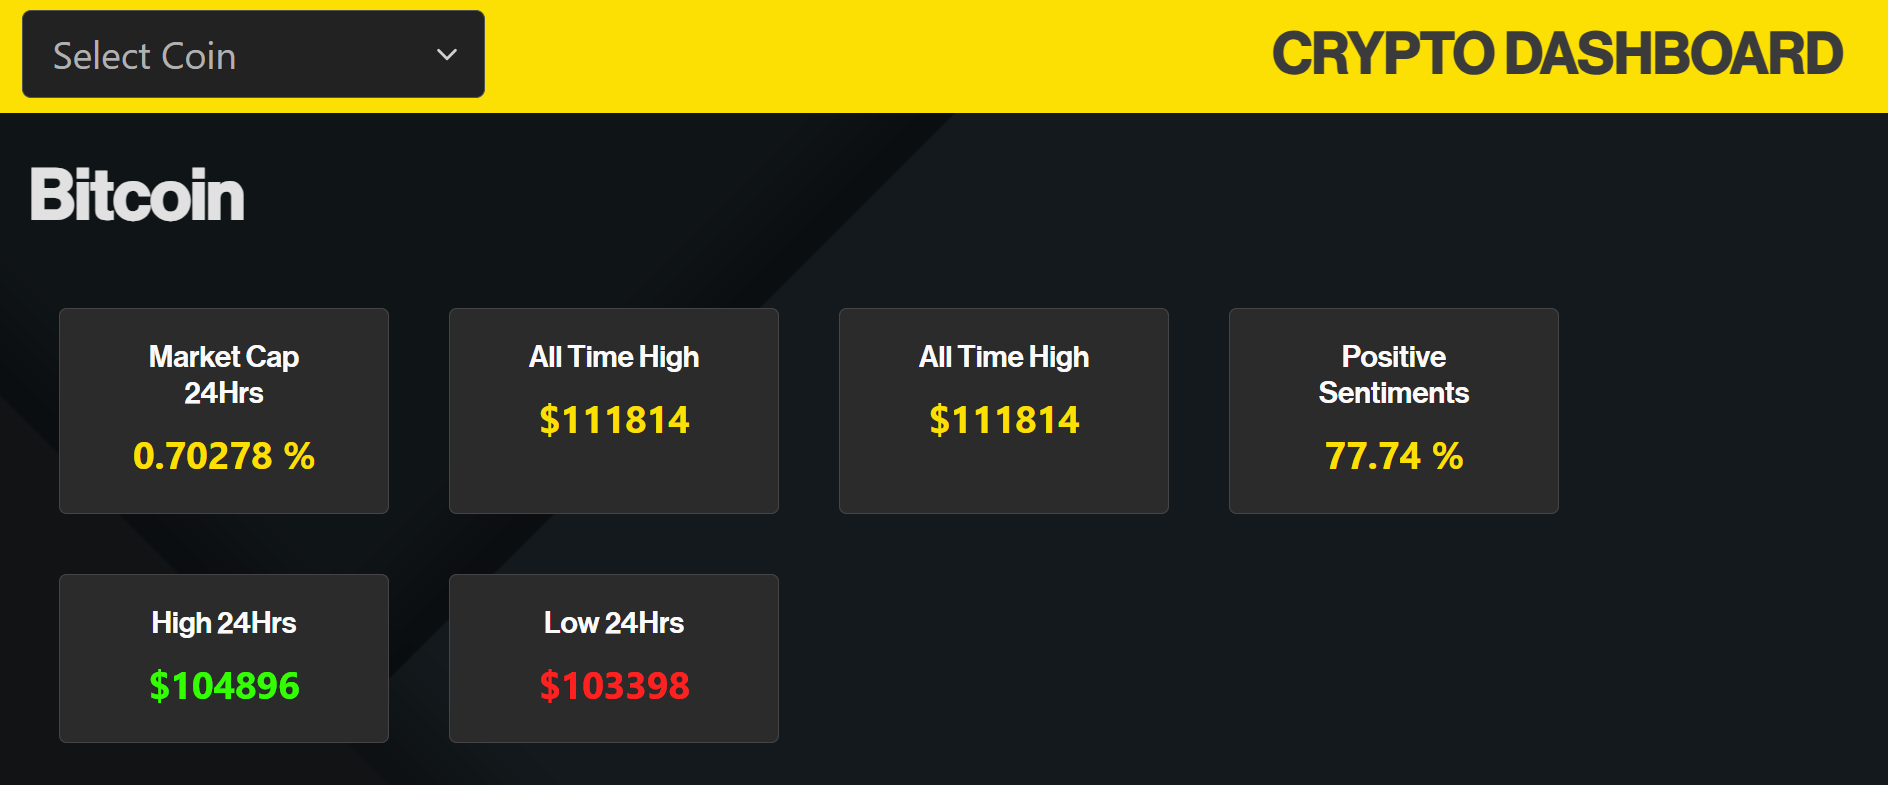 Select Coin
CRYPTO DASHBOARD
Bitcoin
Market Cap
24Hrs
0.70278 %
All Time High
$111814
All Time High
$111814
Positive
Sentiments
77.74 %
High 24Hrs
$104896
Low 24Hrs
$103398